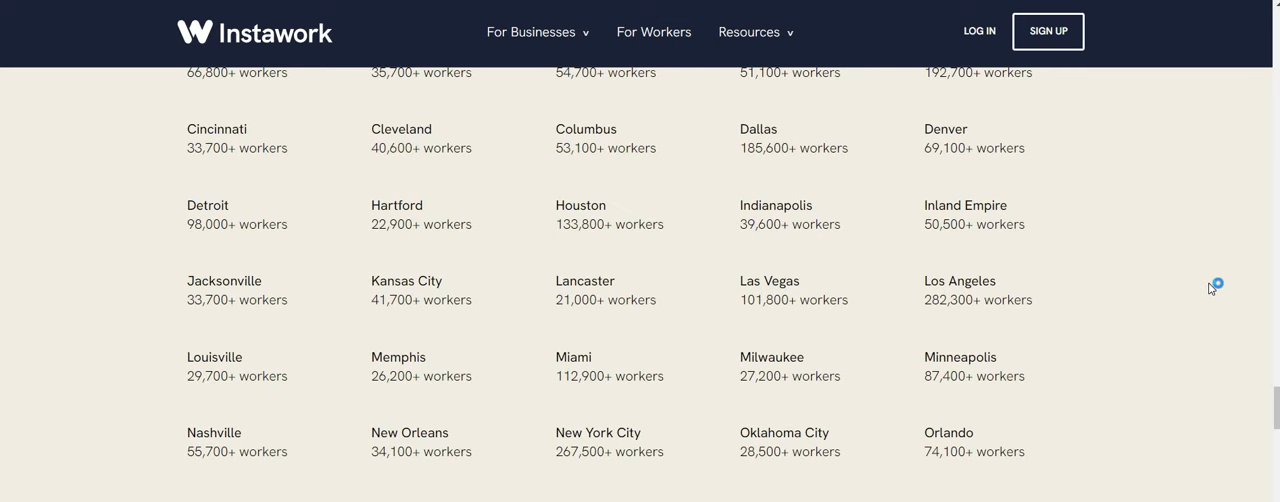 Instawork
For Businesses v For Workers Resources v
LOG IN SIGN UP
66,800+ workers 35,700+ workers 54,700+ workers 51,100+ workers 192,700+ workers
Cincinnati Cleveland Columbus Dallas Denver
33,700+ workers 40,600+ workers 53,100+ workers 185,600+ workers 69,100+ workers
Detroit Hartford Houston Indianapolis Inland Empire
98,000+ workers 22,900+ workers 133,800+ workers 39,600+ workers 50,500+ workers
Jacksonville Kansas City Lancaster Las Vegas Los Angeles
33,700+ workers 41,700+ workers 21,000+ workers 101,800+ workers 282,300+ workers
Louisville Memphis Miami Milwaukee Minneapolis
29,700+ workers 26,200+ workers 112,900+ workers 27,200+ workers 87,400+ workers
Nashville New Orleans New York City Oklahoma City Orlando
55,700+ workers 34,100+ workers 267,500+ workers 28,500+ workers 74,100+ workers